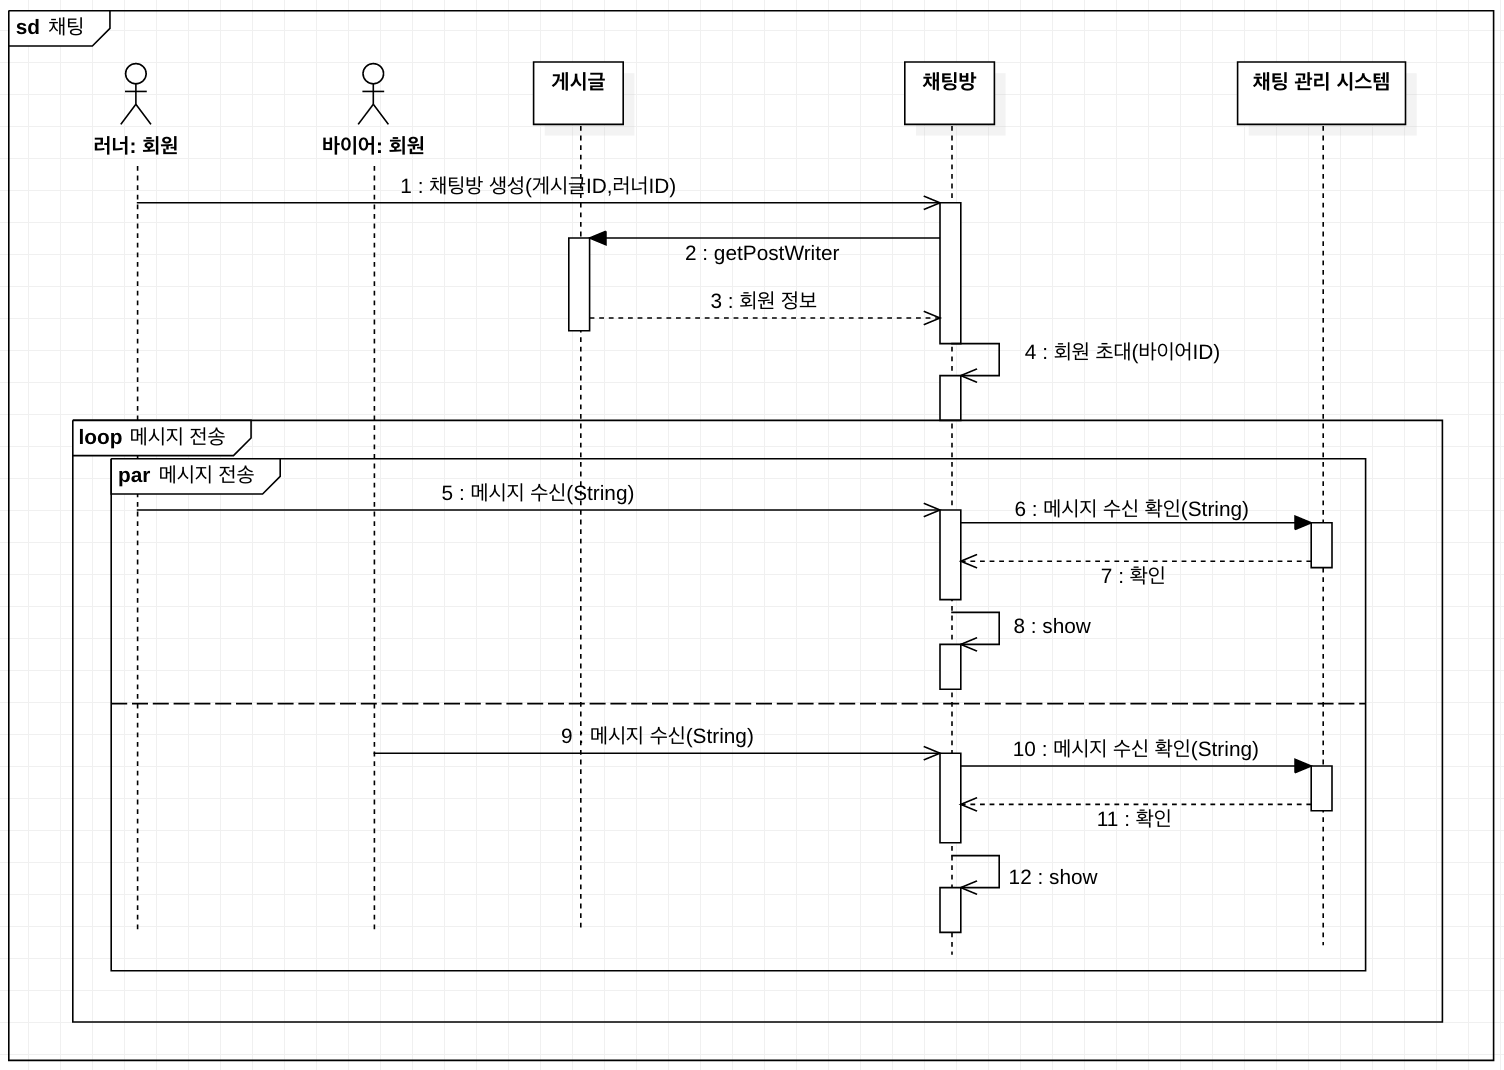 sd 채팅
게시글
채팅방
채팅 관리 시스템
러너: 회원
바이어: 회원
1 : 채팅방 생성(게시글ID,러너ID)
2 : getPostWriter
3 : 회원 정보
4 : 회원 초대(바이어ID)
loop 메시지 전송
par 메시지 전송
5 : 메시지 수신(String)
6 : 메시지 수신 확인(String)
7 : 확인
8 : show
9 : 메시지 수신(String)
10 : 메시지 수신 확인(String)
11 : 확인
12 : show